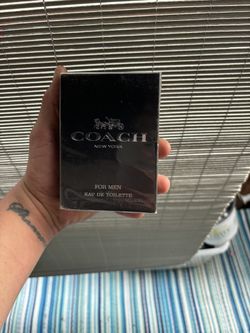 COACH
NEW YORK
FOR MEN
EAU DE TOILETTE